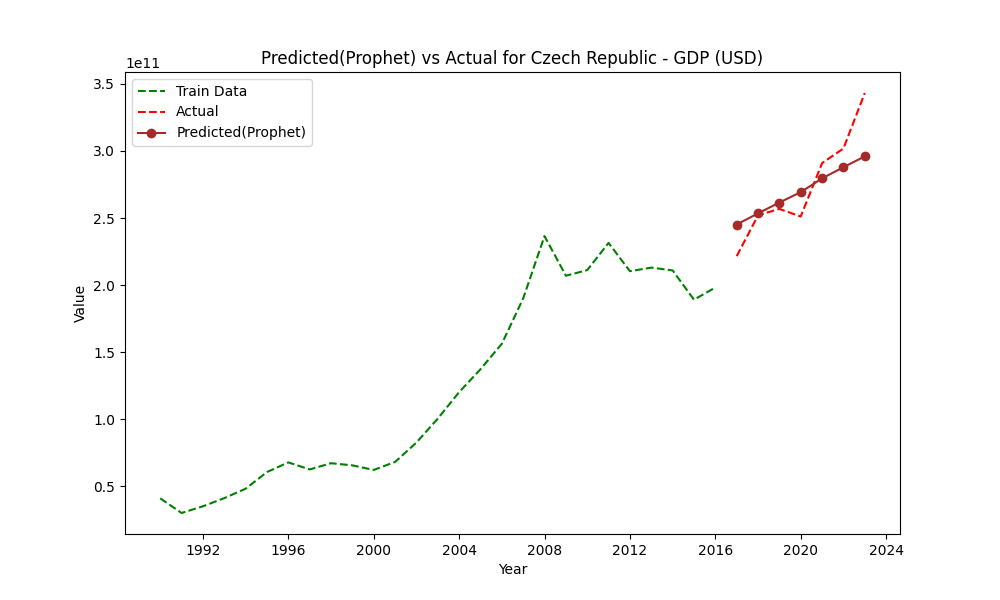 Predicted(Prophet) vs Actual for Czech Republic - GDP (USD)
1e11
Train Data
Actual
Predicted(Prophet)
3.5
3.0
2.5
2.0
1.5
1.0
0.5
Value
1992 1996 2000 2004 2008 2012 2016 2020 2024
Year